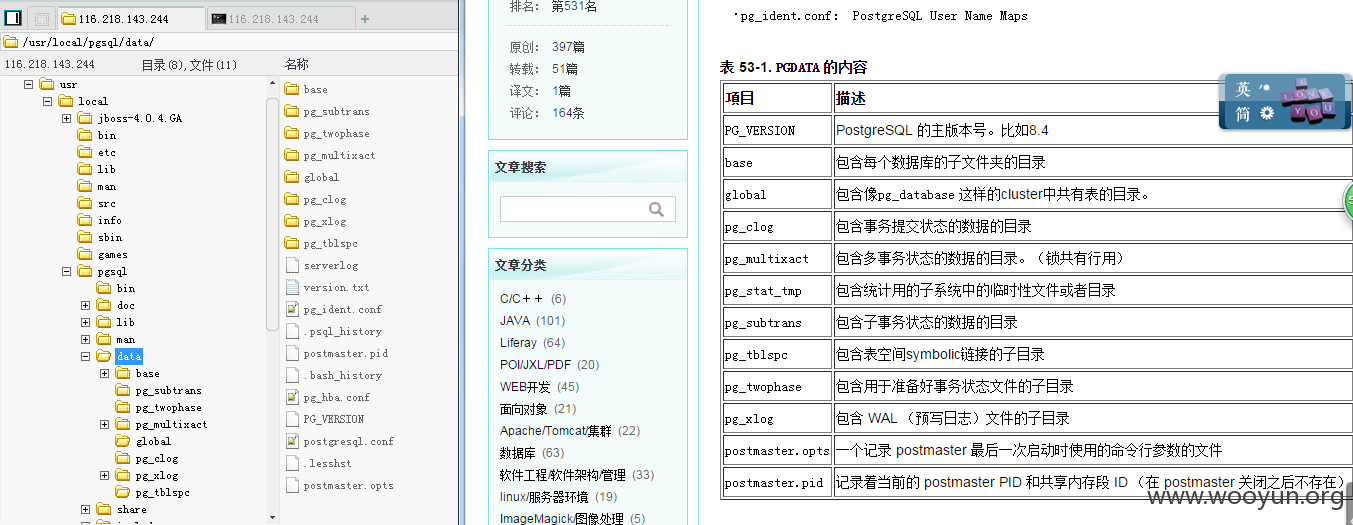 116.218.143.244
116.218.143.244
+
/usr/local/pgsql/data/
116.218.143.244 目录(8),文件(11)
usr
local
jboss-4.0.4.GA
bin
etc
lib
man
src
info
sbin
games
pgsql
bin
doc
lib
man
data
base
pg_subtrans
pg_twophase
pg_multixact
global
pg_clog
pg_xlog
pg_tblspc
share
名称
base
pg_subtrans
pg_twophase
pg_multixact
global
pg_clog
pg_xlog
pg_tblspc
serverlog
version.txt
pg_ident.conf
.psql_history
postmaster.pid
.bash_history
pg_hba.conf
PG_VERSION
postgresql.conf
.lesshst
postmaster.opts
排名： 第531名
原创： 397篇
转载： 51篇
译文： 1篇
评论： 164条
文章搜索
文章分类
C/C++ (6)
JAVA (101)
Liferay (64)
POI/JXL/PDF (20)
WEB开发 (45)
面向对象 (21)
Apache/Tomcat/集群 (22)
数据库 (63)
软件工程/软件架构/管理 (33)
linux/服务器环境 (19)
ImageMagick/图像处理 (5)
·pg_ident.conf： PostgreSQL User Name Maps
表 53-1. PGDATA 的内容
項目 描述
PG_VERSION PostgreSQL 的主版本号。比如8.4
base 包含每个数据库的子文件夹的目录
global 包含像pg_database 这样的cluster中共有表的目录。
pg_clog 包含事务提交状态的数据的目录
pg_multixact 包含多事务状态的数据的目录。（锁共有行用）
pg_stat_tmp 包含统计用的子系统中的临时性文件或者目录
pg_subtrans 包含子事务状态的数据的目录
pg_tblspc 包含表空间symbolic链接的子目录
pg_twophase 包含用于准备好事务状态文件的子目录
pg_xlog 包含 WAL （预写日志）文件的子目录
postmaster.opts 一个记录 postmaster 最后一次启动时使用的命令行参数的文件
postmaster.pid 记录着当前的 postmaster PID 和共享内存段 ID（在 postmaster 关闭之后不存在）
英
简
LOVE
YOU
www.wooyun.org